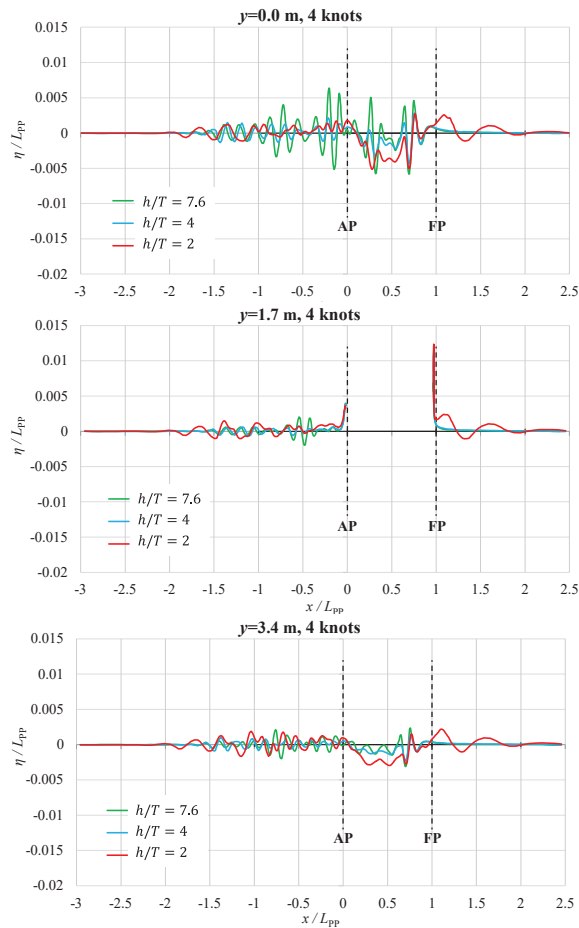 y=0.0 m, 4 knots
0.015
0.01
0.005
0
-0.005
-0.01
-0.015
-0.02
η / LPP
h/T = 7.6
h/T = 4
h/T = 2
AP
FP
-3 -2.5 -2 -1.5 -1 -0.5 0 0.5 1 1.5 2 2.5
y=1.7 m, 4 knots
0.015
0.01
0.005
0
-0.005
-0.01
-0.015
-0.02
η / LPP
h/T = 7.6
h/T = 4
h/T = 2
AP
FP
-3 -2.5 -2 -1.5 -1 -0.5 0 0.5 1 1.5 2 2.5
x / LPP
y=3.4 m, 4 knots
0.015
0.01
0.005
0
-0.005
-0.01
-0.015
-0.02
η / LPP
h/T = 7.6
h/T = 4
h/T = 2
AP
FP
-3 -2.5 -2 -1.5 -1 -0.5 0 0.5 1 1.5 2 2.5
x / LPP